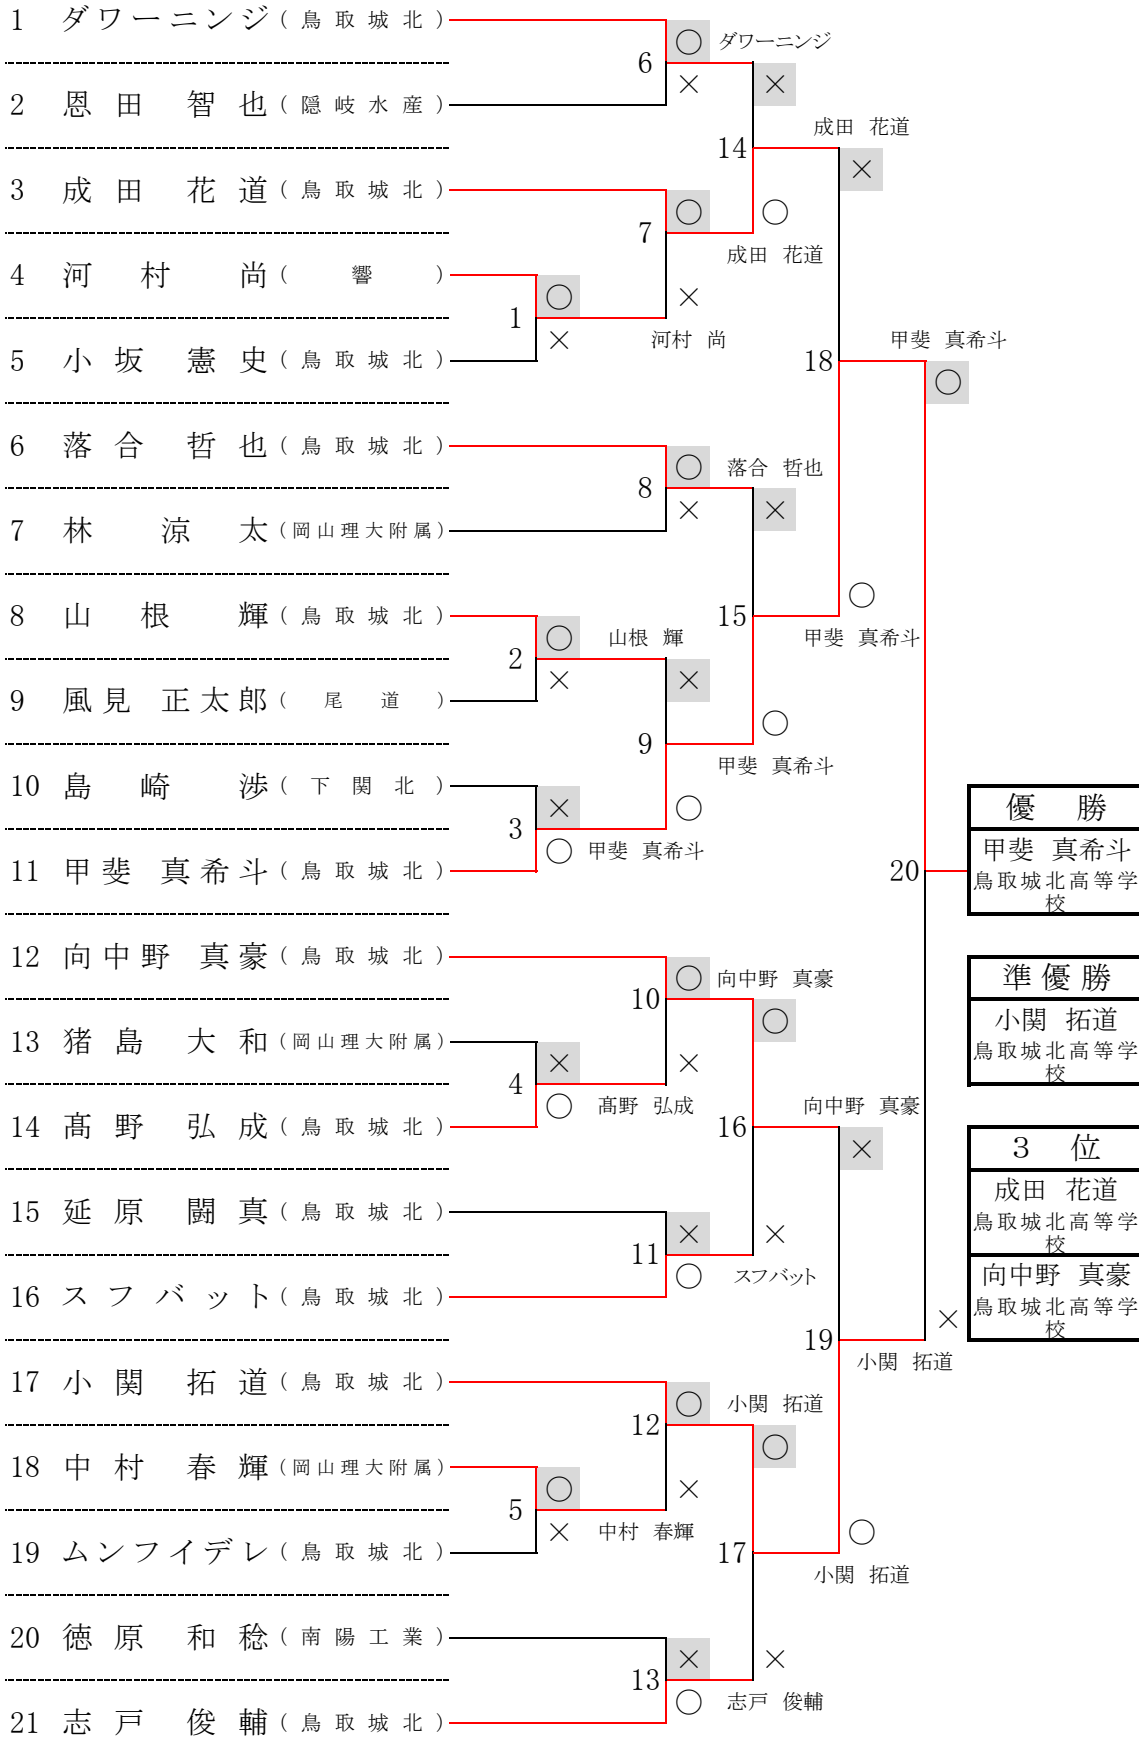 1 ダワーニンジ (鳥取城北)
2 恩田 智也 (隠岐水産)
3 成田 花道 (鳥取城北)
4 河村 尚 (響)
5 小坂 憲史 (鳥取城北)
6 落合 哲也 (鳥取城北)
7 林 涼太 (岡山理大附属)
8 山根 輝 (鳥取城北)
9 風見 正太郎 (尾道)
10 島崎 渉 (下関北)
11 甲斐 真希斗 (鳥取城北)
12 向中野 真豪 (鳥取城北)
13 猪島 大和 (岡山理大附属)
14 髙野 弘成 (鳥取城北)
15 延原 闘真 (鳥取城北)
16 スフバット (鳥取城北)
17 小関 拓道 (鳥取城北)
18 中村 春輝 (岡山理大附属)
19 ムンフイデレ (鳥取城北)
20 徳原 和稔 (南陽工業)
21 志戸 俊輔 (鳥取城北)
1 ○ ×
河村 尚
2 ○ ×
山根 輝
3 × ○
甲斐 真希斗
4 × ○
髙野 弘成
5 ○ ×
中村 春輝
6 ○ ×
ダワーニンジ
7 ○ ×
成田 花道
8 ○ ×
落合 哲也
9 × ○
甲斐 真希斗
10 ○ ×
向中野 真豪
11 × ○
スフバット
12 ○ ×
小関 拓道
13 × ○
志戸 俊輔
14 × ○
成田 花道
15 × ○
甲斐 真希斗
16 ○ ×
向中野 真豪
17 ○ ×
小関 拓道
18 × ○
甲斐 真希斗
19 × ○
小関 拓道
20 ○ ×
優 勝
甲斐 真希斗
鳥取城北高等学
校
準優勝
小関 拓道
鳥取城北高等学
校
３ 位
成田 花道
鳥取城北高等学
校
向中野 真豪
鳥取城北高等学
校